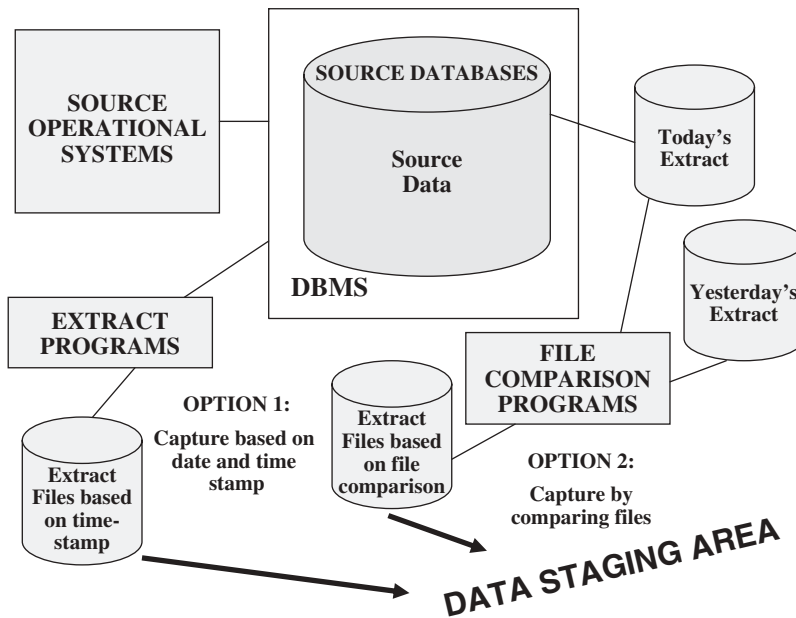 SOURCE
OPERATIONAL
SYSTEMS
SOURCE DATABASES
Source
Data
DBMS
Today's
Extract
Yesterday's
Extract
EXTRACT
PROGRAMS
FILE
COMPARISON
PROGRAMS
OPTION 1:
Capture based on
date and time
stamp
Extract
Files based
on time-
stamp
Extract
Files based
on file
comparison
OPTION 2:
Capture by
comparing files
DATA STAGING AREA